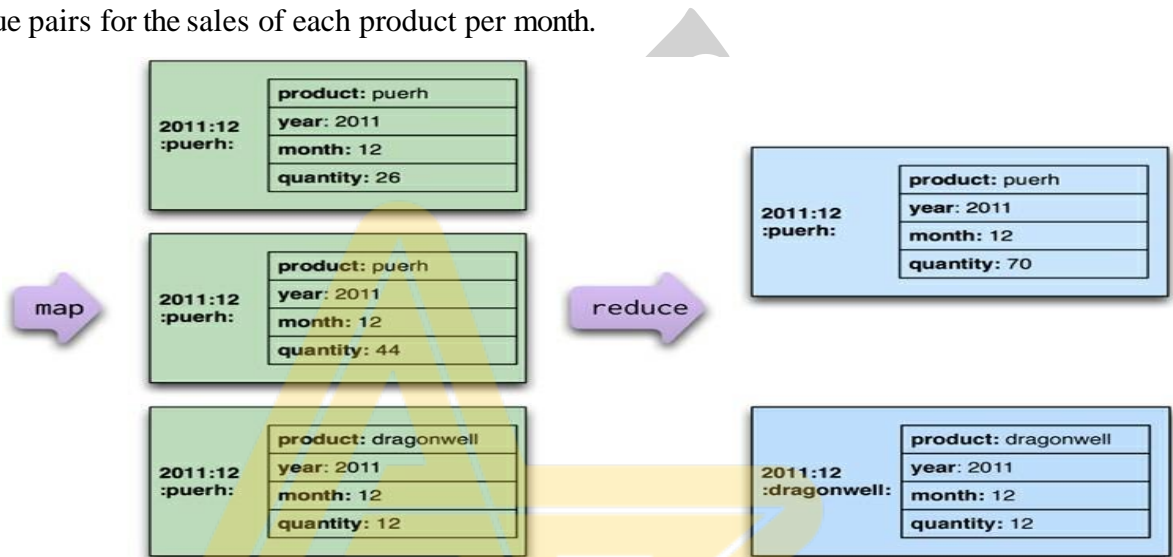 ue pairs for the sales of each product per month.
map
2011:12
:puerh:
product: puerh
year: 2011
month: 12
quantity: 26
2011:12
:puerh:
product: puerh
year: 2011
month: 12
quantity: 44
2011:12
:puerh:
product: dragonwell
year: 2011
month: 12
quantity: 12
reduce
2011:12
:puerh:
product: puerh
year: 2011
month: 12
quantity: 70
2011:12
:dragonwell:
product: dragonwell
year: 2011
month: 12
quantity: 12